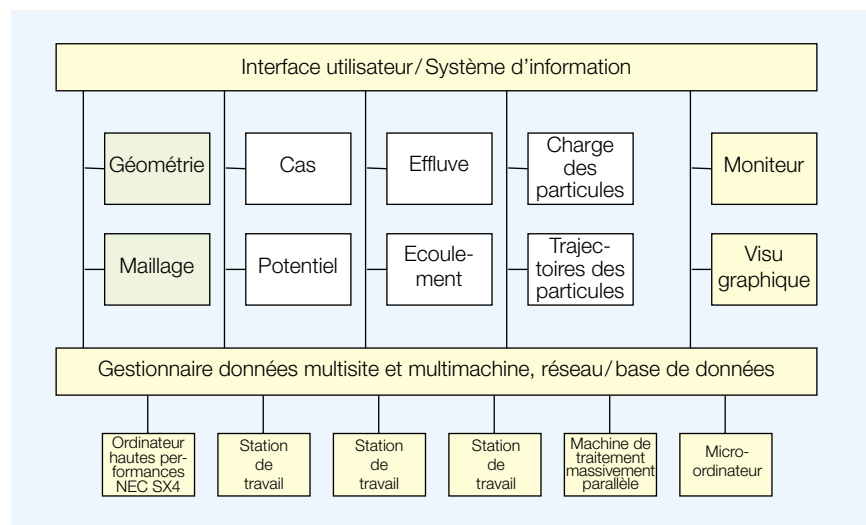 Interface utilisateur/Système d'information
Géométrie
Cas
Effluve
Charge
des
particules
Moniteur
Maillage
Potentiel
Ecoule-
ment
Trajec-
toires des
particules
Visu
graphique
Gestionnaire données multisite et multimachine, réseau/base de données
Ordinateur
hautes per-
formances
NEC SX4
Station
de
travail
Station
de
travail
Station
de
travail
Machine de
traitement
massivement
parallèle
Micro-
ordinateur